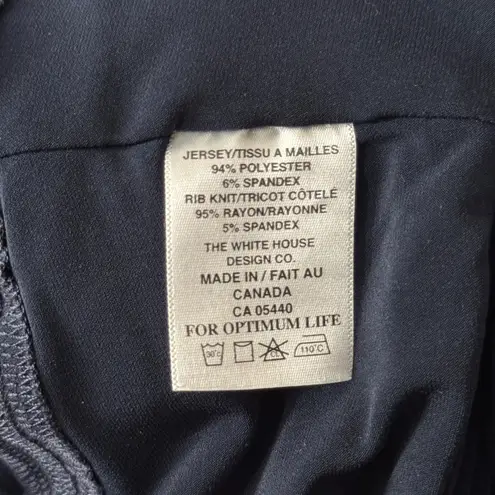 JERSEY/TISSU A MAILLES
94% POLYESTER
6% SPANDEX
RIB KNIT/TRICOT CÔTELÉ
95% RAYON/RAYONNE
5% SPANDEX
THE WHITE HOUSE
DESIGN CO.
MADE IN / FAIT AU
CANADA
CA 05440
FOR OPTIMUM LIFE
30°C CL 110°C